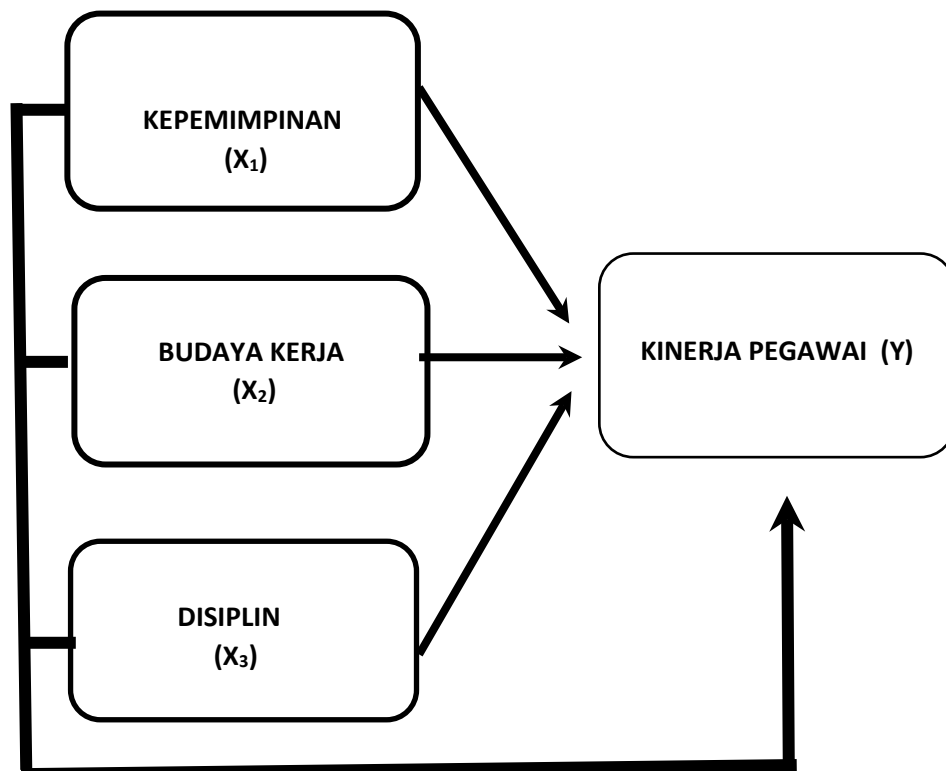 KEPEMIMPINAN
(X₁)
BUDAYA KERJA
(X₂)
KINERJA PEGAWAI (Y)
DISIPLIN
(X₃)